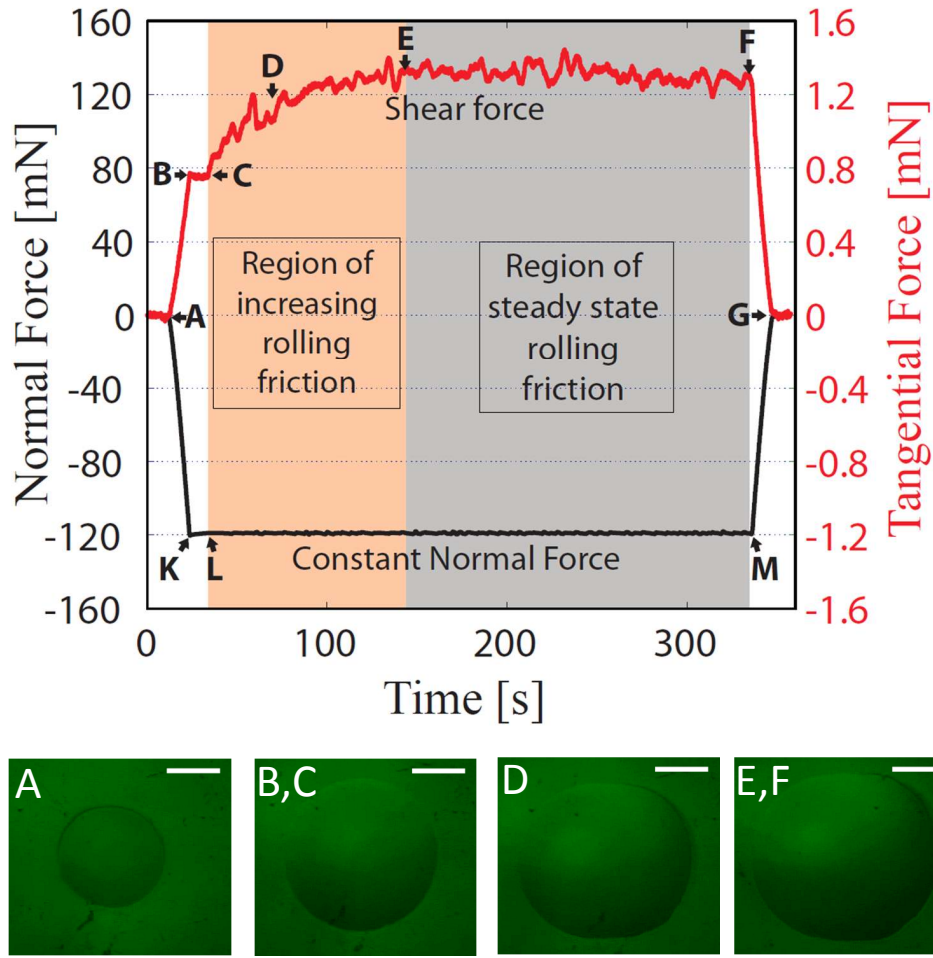 160
120
80
40
0
-40
-80
-120
-160
Normal Force [mN]
1.6
1.2
0.8
0.4
0
-0.4
-0.8
-1.2
-1.6
Tangential Force [mN]
0
100
200
300
Time [s]
A
B
C
D
E
F
G
K
L
M
Shear force
Region of
increasing
rolling
friction
Region of
steady state
rolling
friction
Constant Normal Force
A
B,C
D
E,F